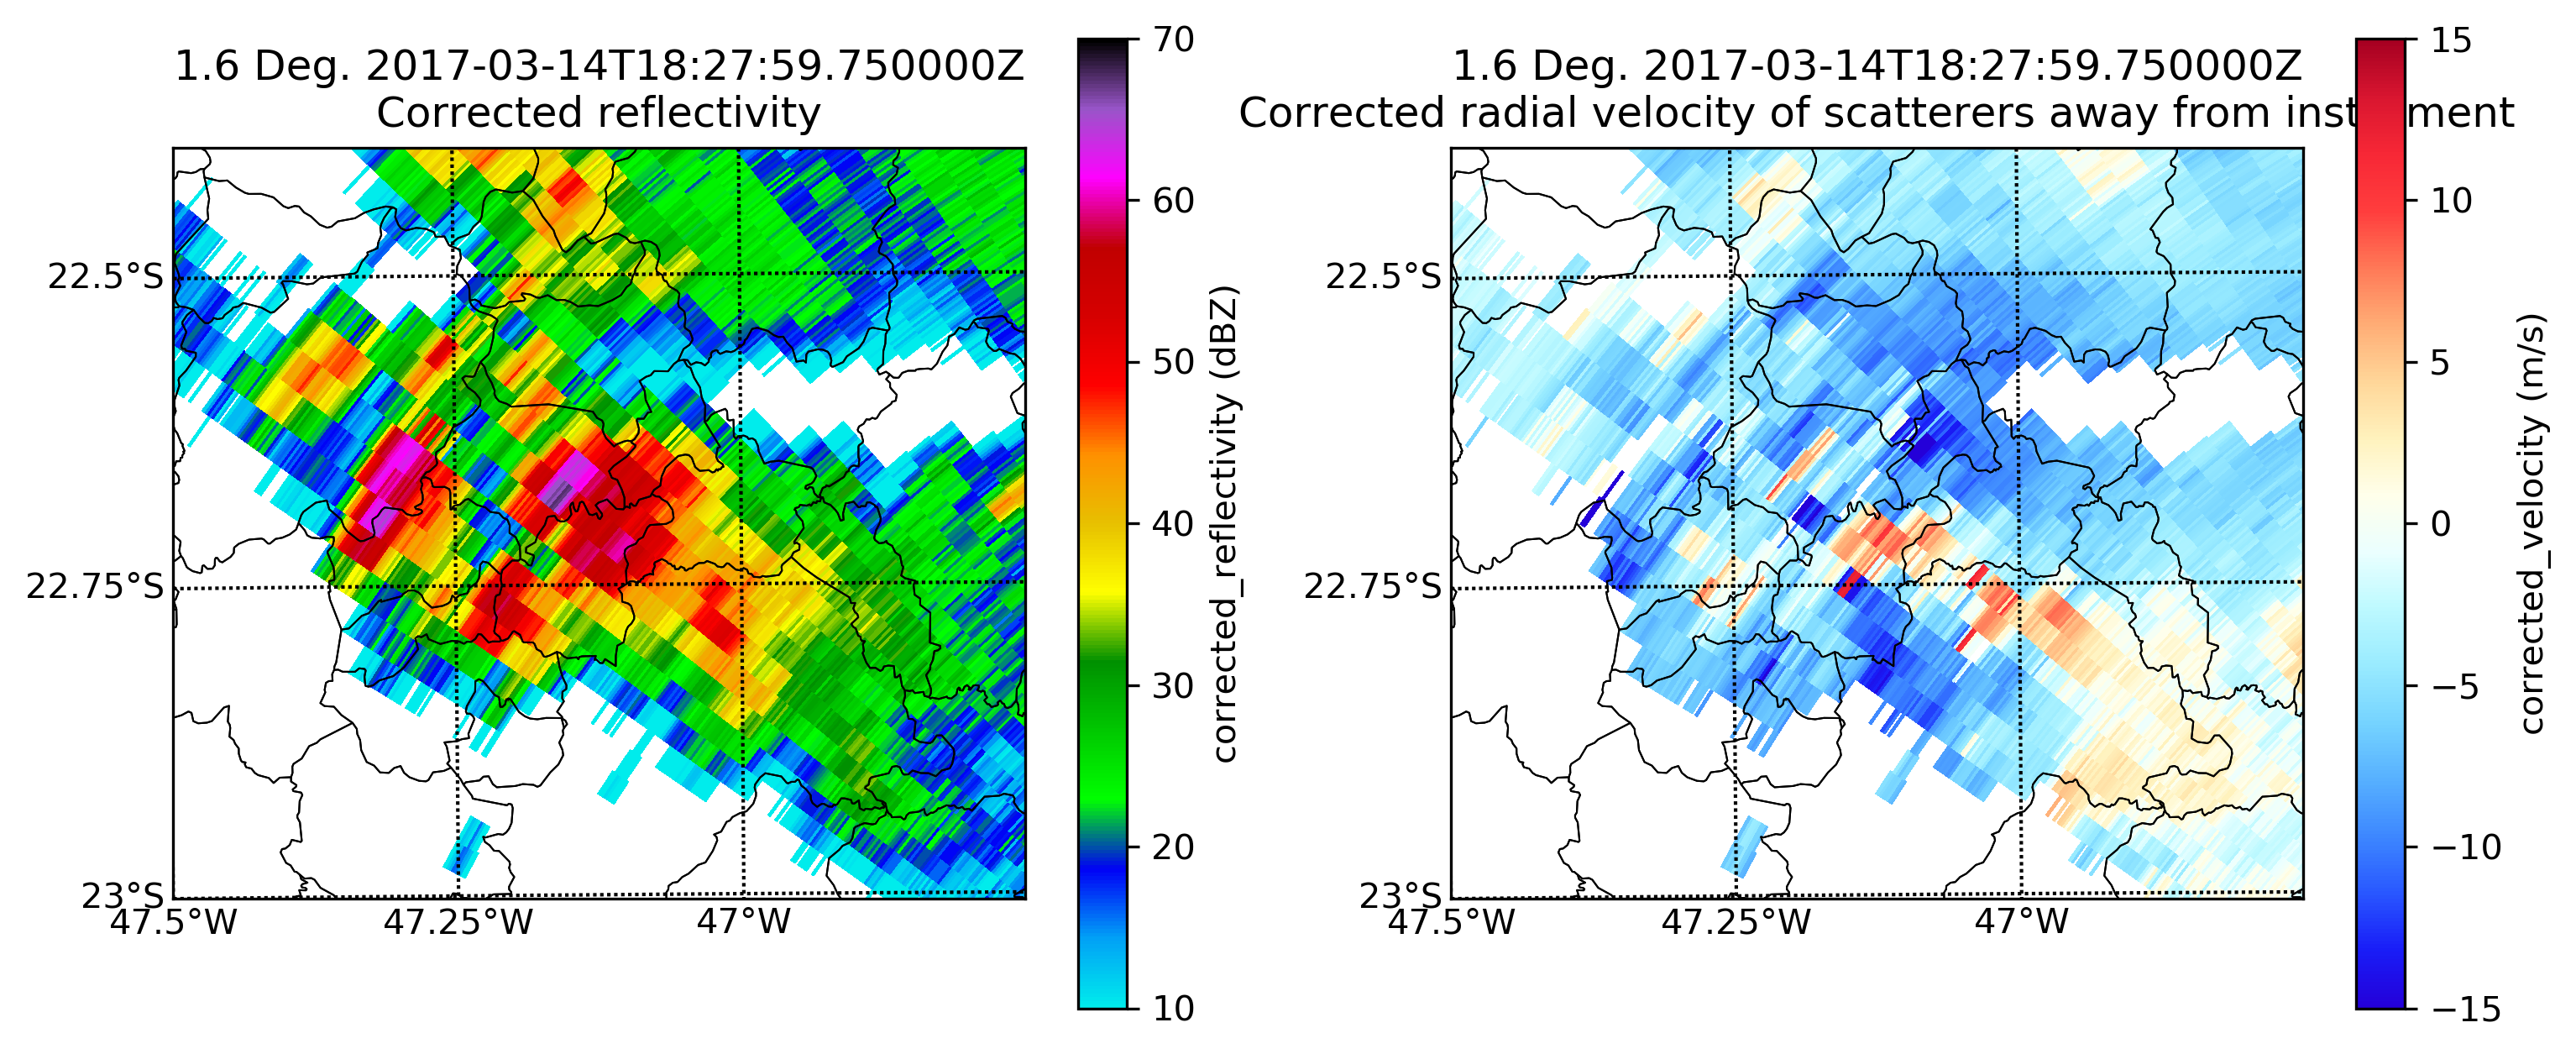 1.6 Deg. 2017-03-14T18:27:59.750000Z
Corrected reflectivity
22.5°S
22.75°S
23°S
47.5°W
47.25°W
47°W
70
60
50
40
30
20
10
corrected_reflectivity (dBZ)
1.6 Deg. 2017-03-14T18:27:59.750000Z
Corrected radial velocity of scatterers away from inst ment
22.5°S
22.75°S
23°S
47.5°W
47.25°W
47°W
15
10
5
0
−5
−10
−15
corrected_velocity (m/s)